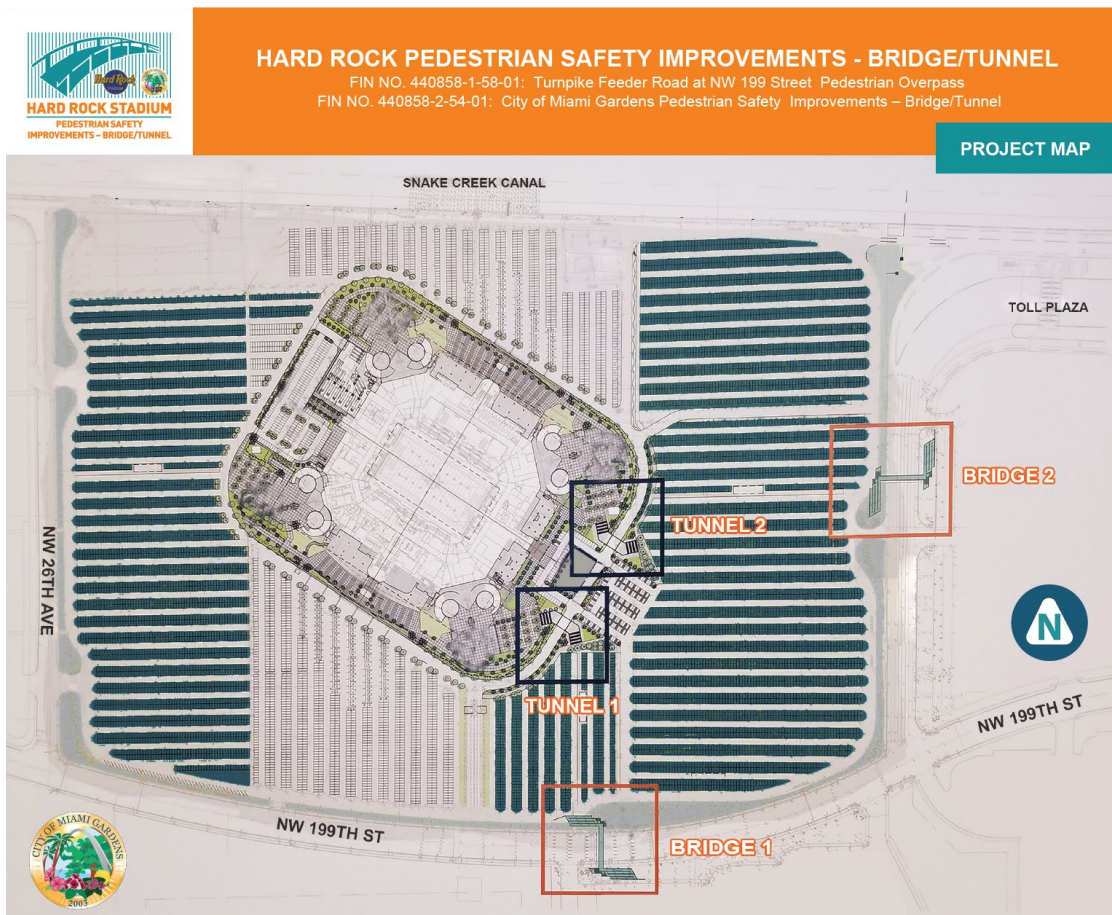 Hard Rock
STADIUM
HARD ROCK STADIUM
PEDESTRIAN SAFETY
IMPROVEMENTS – BRIDGE/TUNNEL
HARD ROCK PEDESTRIAN SAFETY IMPROVEMENTS - BRIDGE/TUNNEL
FIN NO. 440858-1-58-01: Turnpike Feeder Road at NW 199 Street Pedestrian Overpass
FIN NO. 440858-2-54-01: City of Miami Gardens Pedestrian Safety Improvements – Bridge/Tunnel
PROJECT MAP
SNAKE CREEK CANAL
TOLL PLAZA
BRIDGE 2
TUNNEL 2
NW 26TH AVE
N
TUNNEL 1
NW 199TH ST
NW 199TH ST
BRIDGE 1
CITY OF MIAMI GARDENS
2003